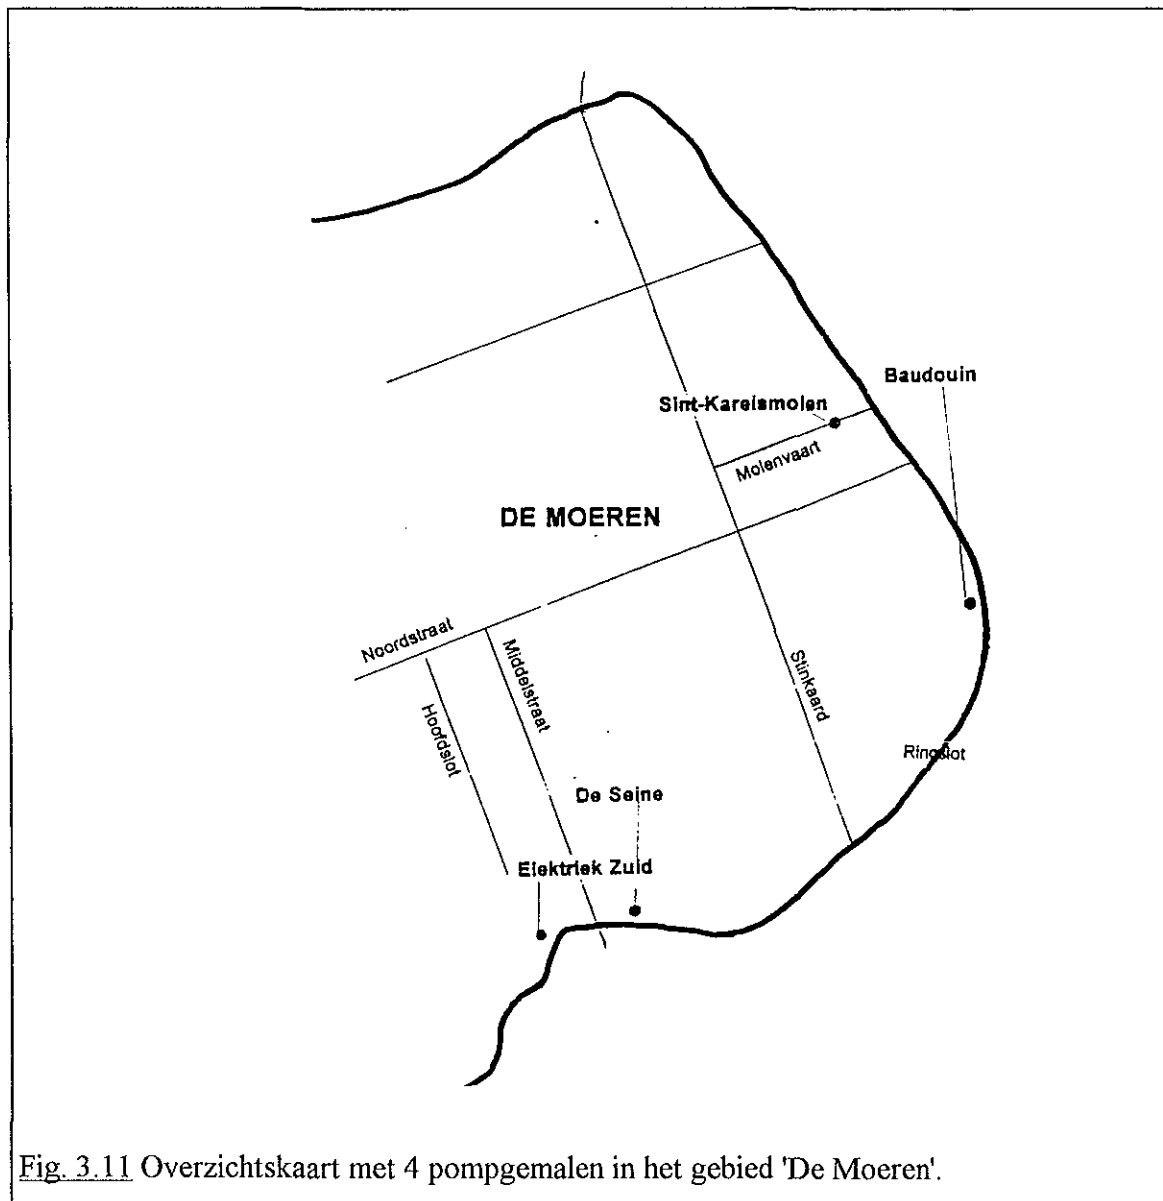 Baudouin
Sint-Karelsmolen
Molenvaart
DE MOEREN
Noordstraat
Middelstraat
Stinkaard
Hoofdslot
Ringslot
De Seine
Elektriek Zuid
Fig. 3.11 Overzichtskaart met 4 pompgemalen in het gebied 'De Moeren'.